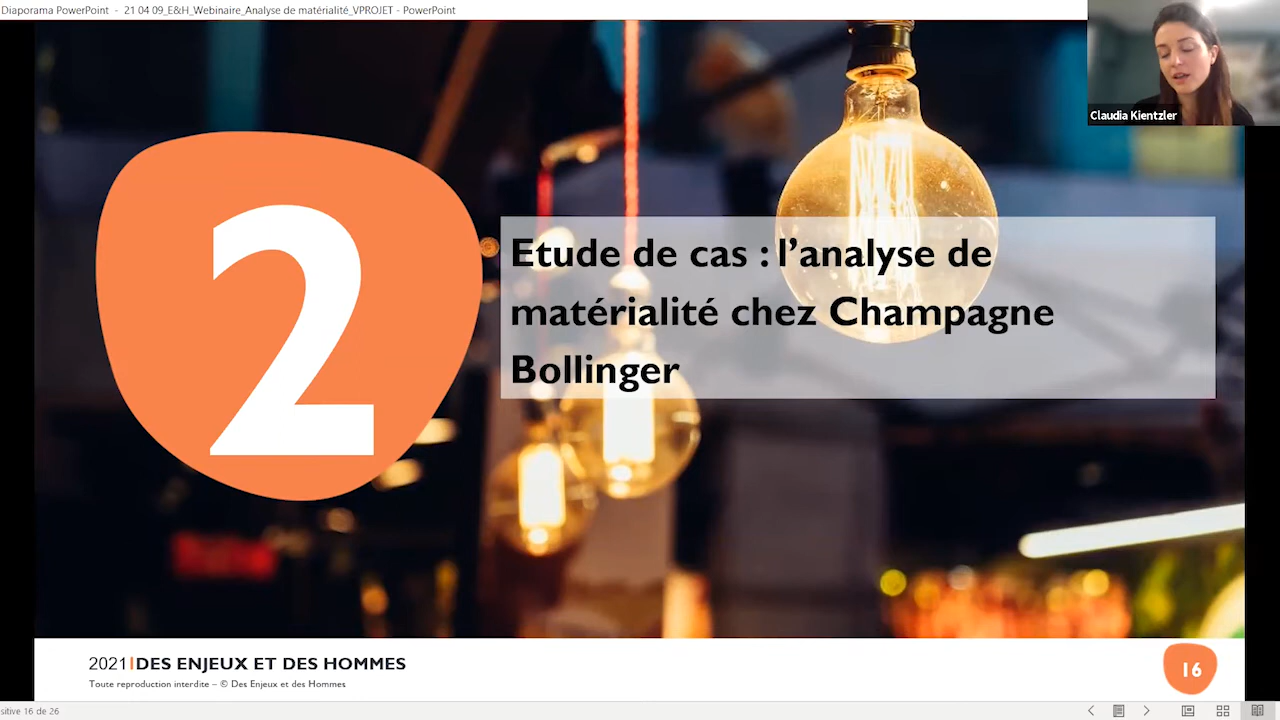 Diaporama PowerPoint - 21 04 09_E&H_Webinaire_Analyse de matérialité_VPROJET - PowerPoint
Claudia Kientzler
2
Etude de cas : l’analyse de
matérialité chez Champagne
Bollinger
2021 | DES ENJEUX ET DES HOMMES
Toute reproduction interdite – © Des Enjeux et des Hommes
16
sitive 16 de 26